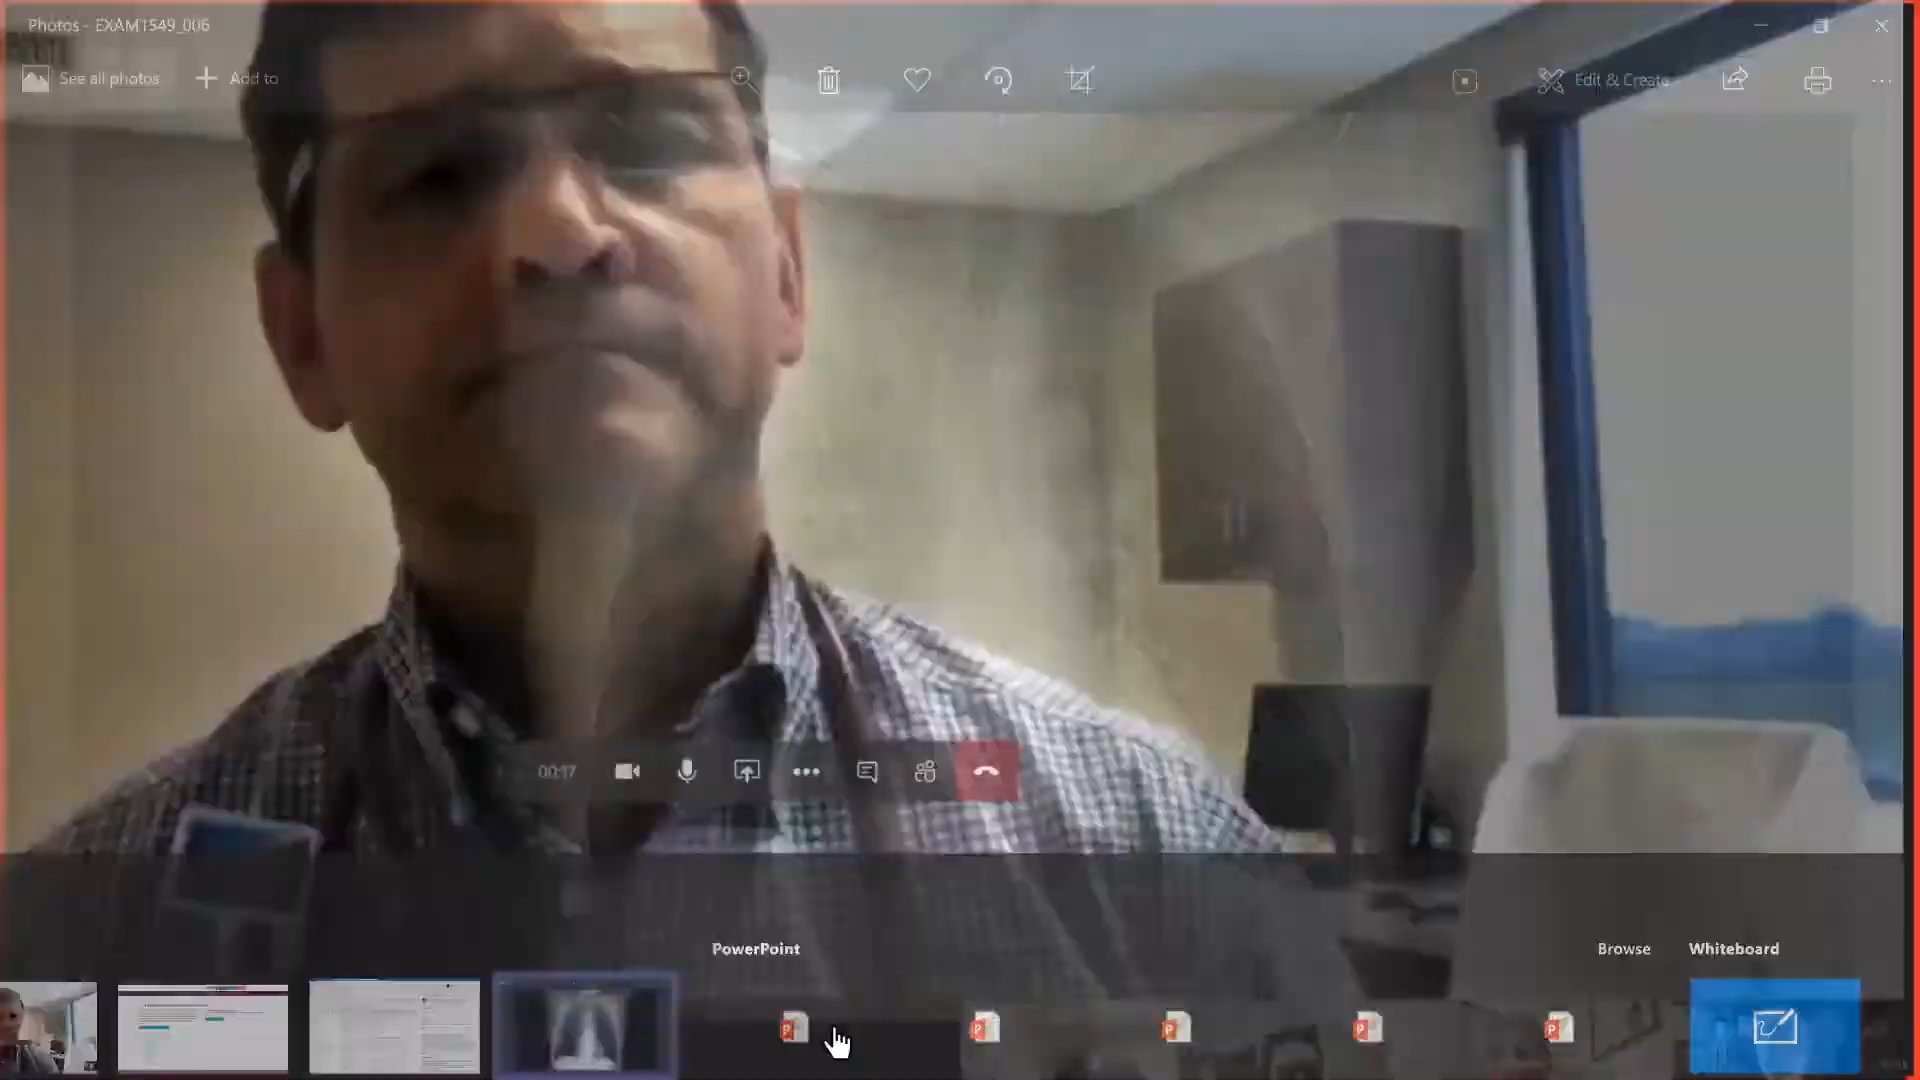 Photos - EXAM1549_006
See all photos
Add to
Edit & Create
00:17
PowerPoint
Browse
Whiteboard